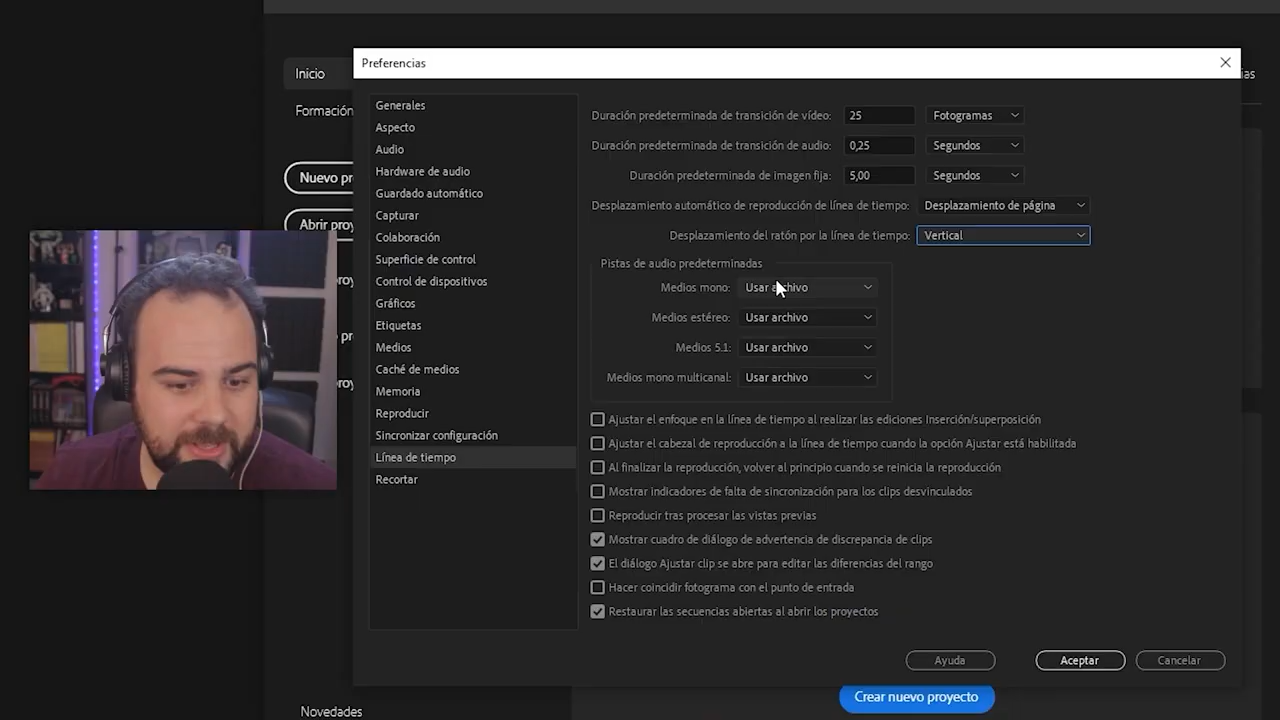 Preferencias
Inicio
ias
Formación
Nuevo pr
Abrir proy
roy
e pr
roy
Novedades
Generales
Aspecto
Audio
Hardware de audio
Guardado automático
Capturar
Colaboración
Superficie de control
Control de dispositivos
Gráficos
Etiquetas
Medios
Caché de medios
Memoria
Reproducir
Sincronizar configuración
Línea de tiempo
Recortar
Duración predeterminada de transición de vídeo: 25 Fotogramas
Duración predeterminada de transición de audio: 0,25 Segundos
Duración predeterminada de imagen fija: 5,00 Segundos
Desplazamiento automático de reproducción de línea de tiempo: Desplazamiento de página
Desplazamiento del ratón por la línea de tiempo: Vertical
Pistas de audio predeterminadas
Medios mono: Usar archivo
Medios estéreo: Usar archivo
Medios 5.1: Usar archivo
Medios mono multicanal: Usar archivo
Ajustar el enfoque en la línea de tiempo al realizar las ediciones Inserción/superposición
Ajustar el cabezal de reproducción a la línea de tiempo cuando la opción Ajustar está habilitada
Al finalizar la reproducción, volver al principio cuando se reinicia la reproducción
Mostrar indicadores de falta de sincronización para los clips desvinculados
Reproducir tras procesar las vistas previas
Mostrar cuadro de diálogo de advertencia de discrepancia de clips
El diálogo Ajustar clip se abre para editar las diferencias del rango
Hacer coincidir fotograma con el punto de entrada
Restaurar las secuencias abiertas al abrir los proyectos
Ayuda
Aceptar
Cancelar
Crear nuevo proyecto